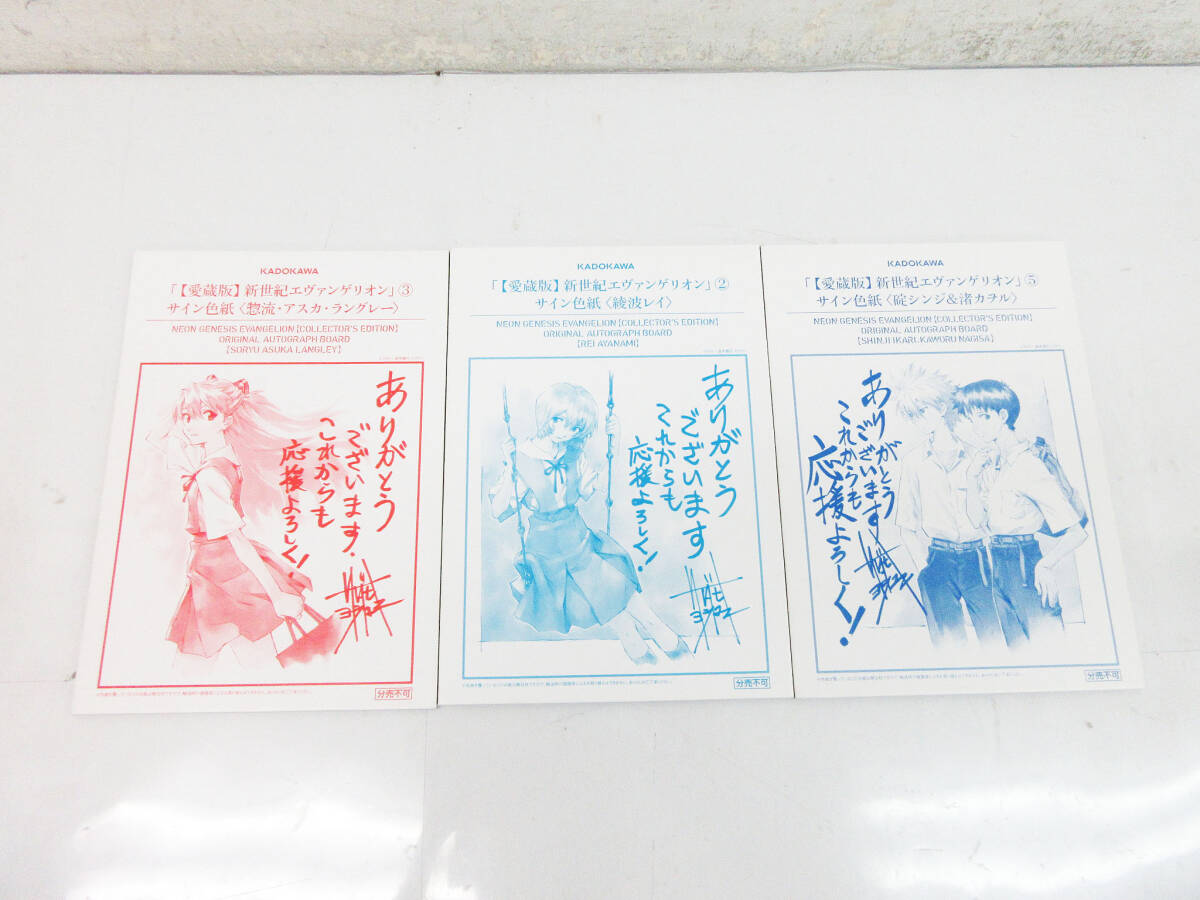 KADOKAWA
「【愛蔵版】新世紀エヴァンゲリオン」③
サイン色紙〈惣流・アスカ・ラングレー〉
NEON GENESIS EVANGELION [COLLECTOR'S EDITION]
ORIGINAL AUTOGRAPH BOARD
[SORYU ASUKA LANGLEY]
ありがとう
ございます.
これからも
応援よろしく!
分売不可
KADOKAWA
「【愛蔵版】新世紀エヴァンゲリオン」②
サイン色紙〈綾波レイ〉
NEON GENESIS EVANGELION [COLLECTOR'S EDITION]
ORIGINAL AUTOGRAPH BOARD
[REI AYANAMI]
ありがとう
ございます
これからも
応援よろしく!
分売不可
KADOKAWA
「【愛蔵版】新世紀エヴァンゲリオン」⑤
サイン色紙〈碇シンジ&渚カヲル〉
NEON GENESIS EVANGELION [COLLECTOR'S EDITION]
ORIGINAL AUTOGRAPH BOARD
[SHINJI IKARI.KAWORU NAGISA]
ありがとう
ございます
これからも
応援よろしく!
分売不可